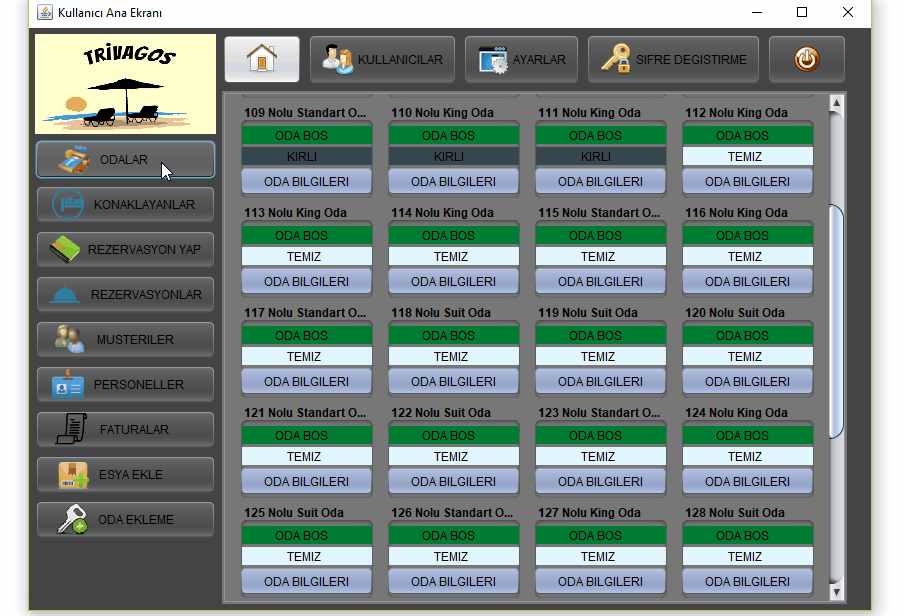 Kullanıcı Ana Ekranı
TRiVAGOS
KULLANICILAR
AYARLAR
SIFRE DEGISTIRME
ODALAR
KONAKLAYANLAR
REZERVASYON YAP
REZERVASYONLAR
MUSTERILER
PERSONELLER
FATURALAR
ESYA EKLE
ODA EKLEME
109 Nolu Standart O... 110 Nolu King Oda 111 Nolu King Oda 112 Nolu King Oda
ODA BOS ODA BOS ODA BOS ODA BOS
KIRLI KIRLI KIRLI TEMIZ
ODA BILGILERI ODA BILGILERI ODA BILGILERI ODA BILGILERI
113 Nolu King Oda 114 Nolu King Oda 115 Nolu Standart O... 116 Nolu King Oda
ODA BOS ODA BOS ODA BOS ODA BOS
TEMIZ TEMIZ TEMIZ TEMIZ
ODA BILGILERI ODA BILGILERI ODA BILGILERI ODA BILGILERI
117 Nolu Standart O... 118 Nolu Suit Oda 119 Nolu Suit Oda 120 Nolu Suit Oda
ODA BOS ODA BOS ODA BOS ODA BOS
TEMIZ TEMIZ TEMIZ TEMIZ
ODA BILGILERI ODA BILGILERI ODA BILGILERI ODA BILGILERI
121 Nolu Standart O... 122 Nolu Suit Oda 123 Nolu Standart O... 124 Nolu King Oda
ODA BOS ODA BOS ODA BOS ODA BOS
TEMIZ TEMIZ TEMIZ TEMIZ
ODA BILGILERI ODA BILGILERI ODA BILGILERI ODA BILGILERI
125 Nolu Suit Oda 126 Nolu Standart O... 127 Nolu King Oda 128 Nolu Suit Oda
ODA BOS ODA BOS ODA BOS ODA BOS
TEMIZ TEMIZ TEMIZ TEMIZ
ODA BILGILERI ODA BILGILERI ODA BILGILERI ODA BILGILERI